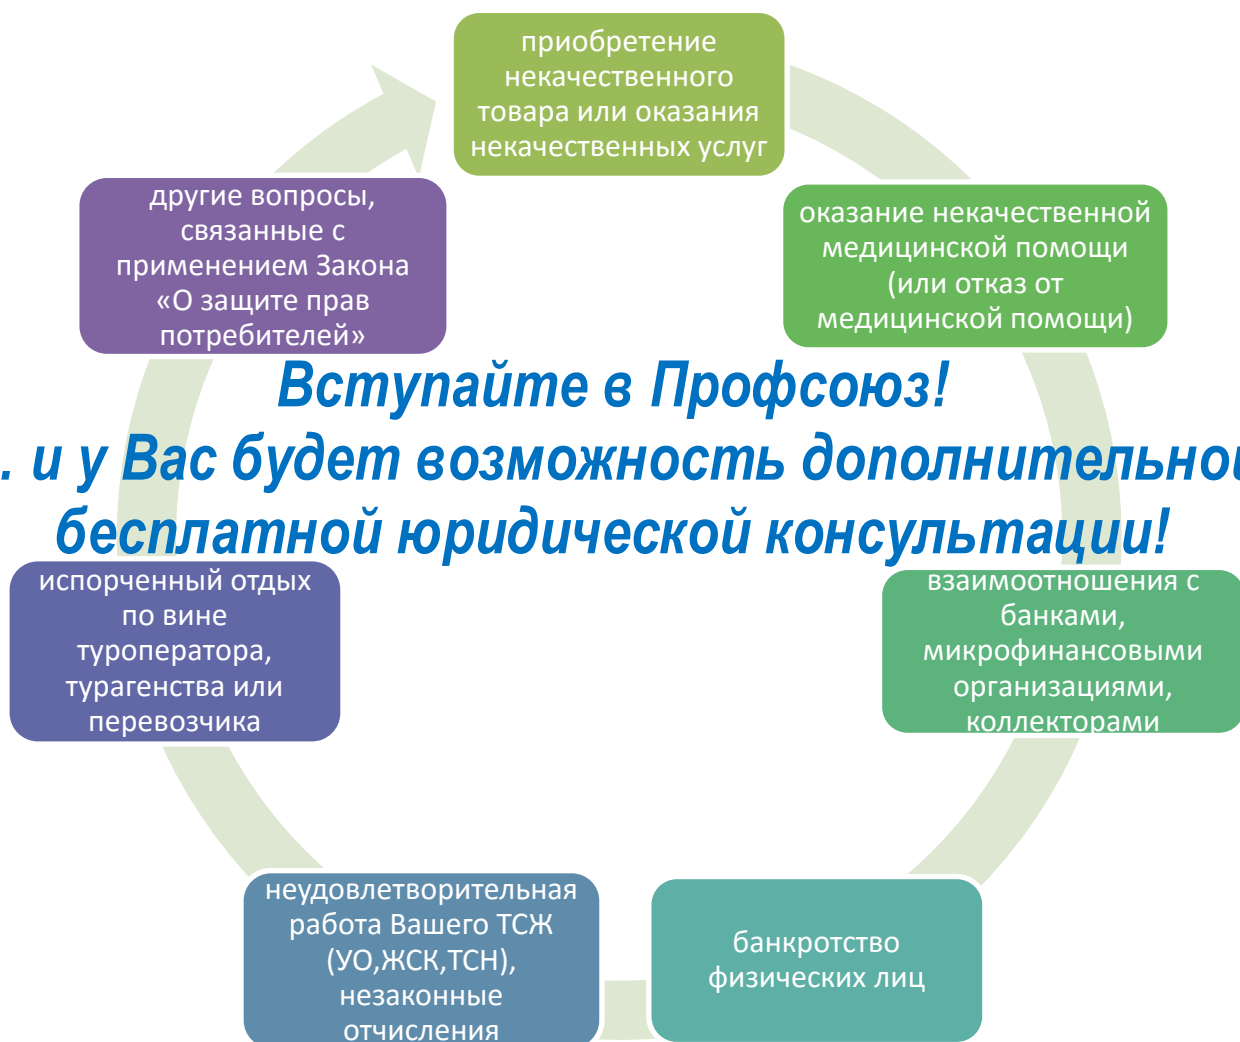 приобретение
некачественного
товара или оказания
некачественных услуг
оказание некачественной
медицинской помощи
(или отказ от
медицинской помощи)
взаимоотношения с
банками,
микрофинансовыми
организациями,
коллекторами
банкротство
физических лиц
неудовлетворительная
работа Вашего ТСЖ
(УО,ЖСК,ТСН),
незаконные
отчисления
испорченный отдых
по вине
туроператора,
турагенства или
перевозчика
другие вопросы,
связанные с
применением Закона
«О защите прав
потребителей»
Вступайте в Профсоюз!
. и у Вас будет возможность дополнительной
бесплатной юридической консультации!